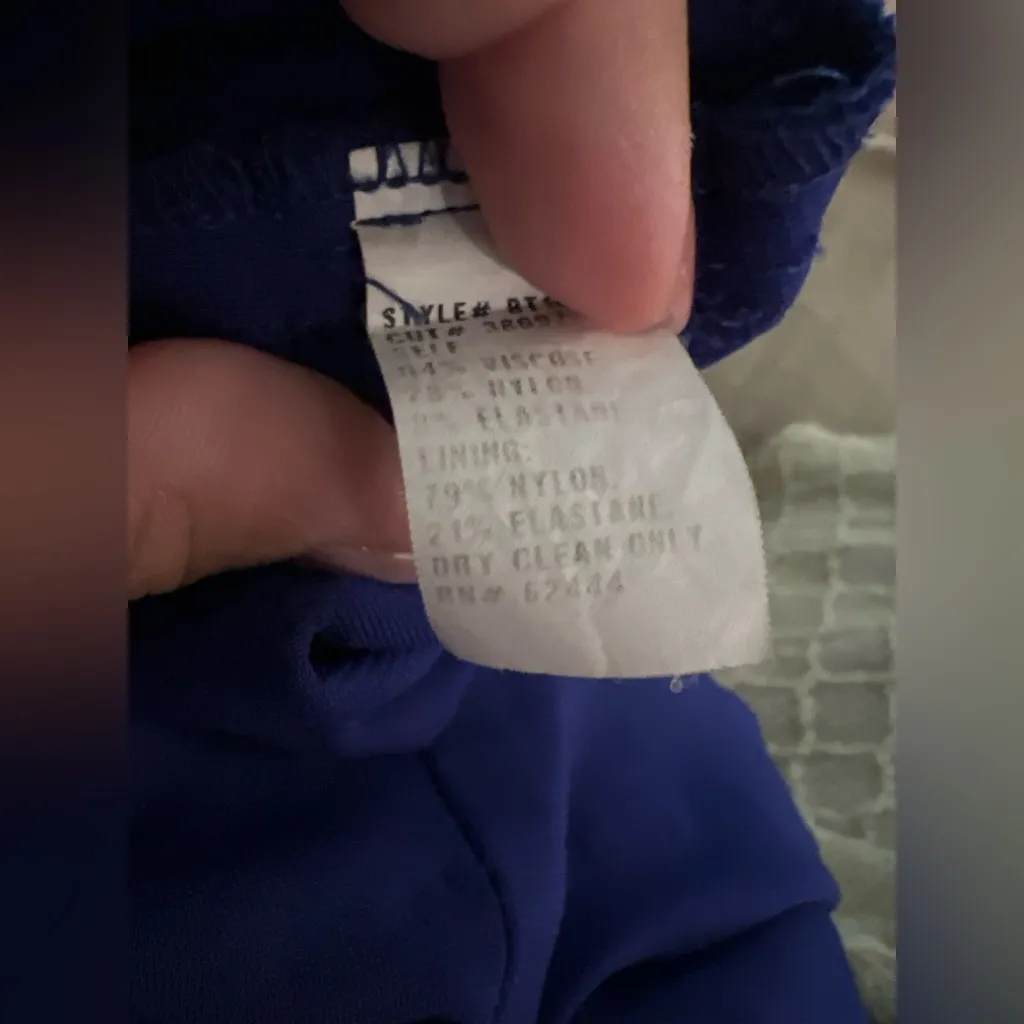 STYLE#
CUT#
SELF
VISCOSE
NYLON
ELASTANE
LINING:
79% NYLON,
21% ELASTANE
DRY CLEAN ONLY
RN# 62444